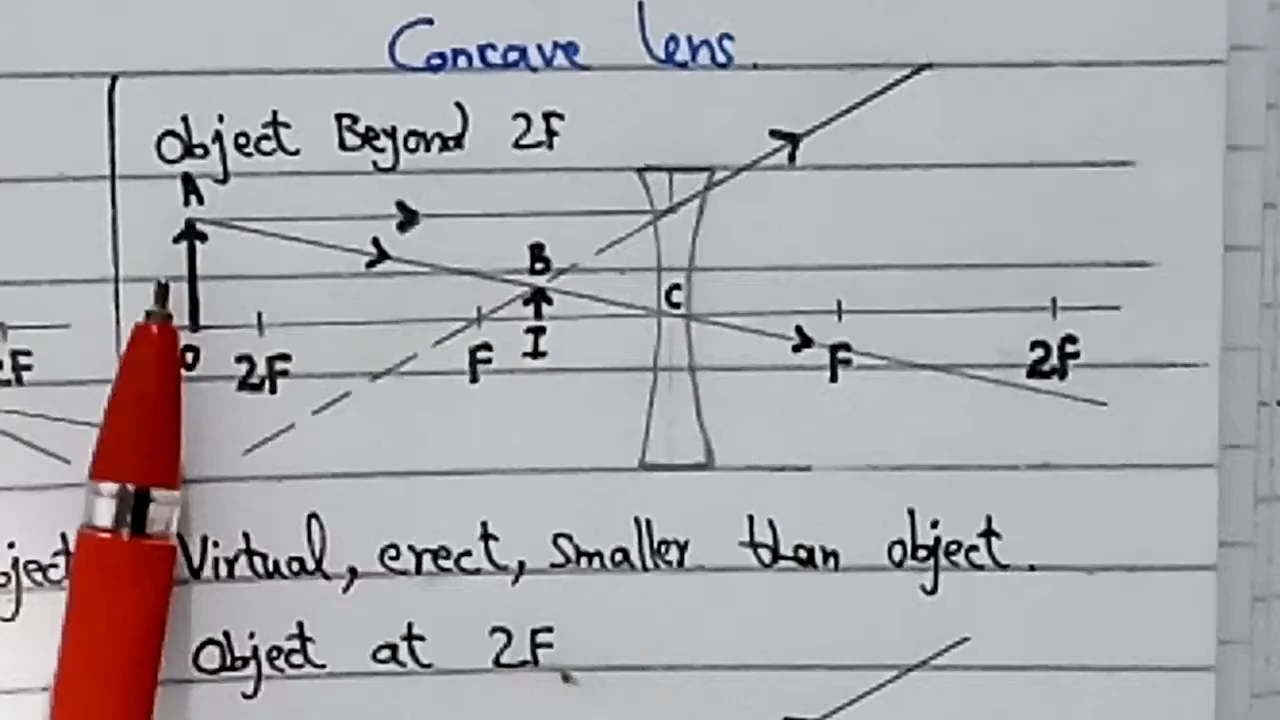 Concave lens.
Object Beyond 2F
A
B
C
2F O 2F F I F 2F
Virtual, erect, smaller than object.
Object at 2F